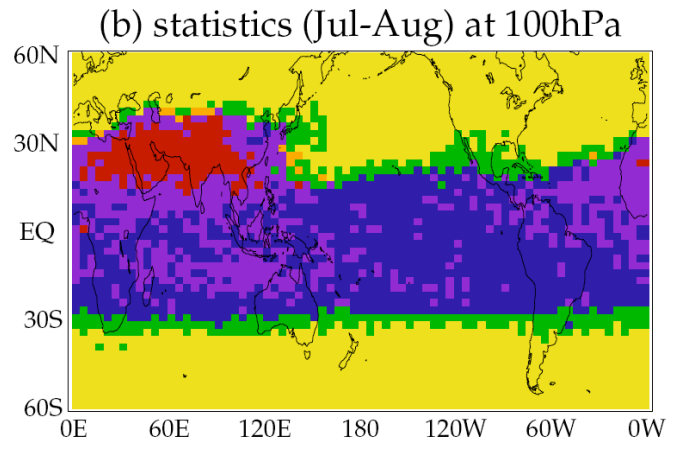 (b) statistics (Jul-Aug) at 100hPa
60N
30N
EQ
30S
60S
0E 60E 120E 180 120W 60W 0W